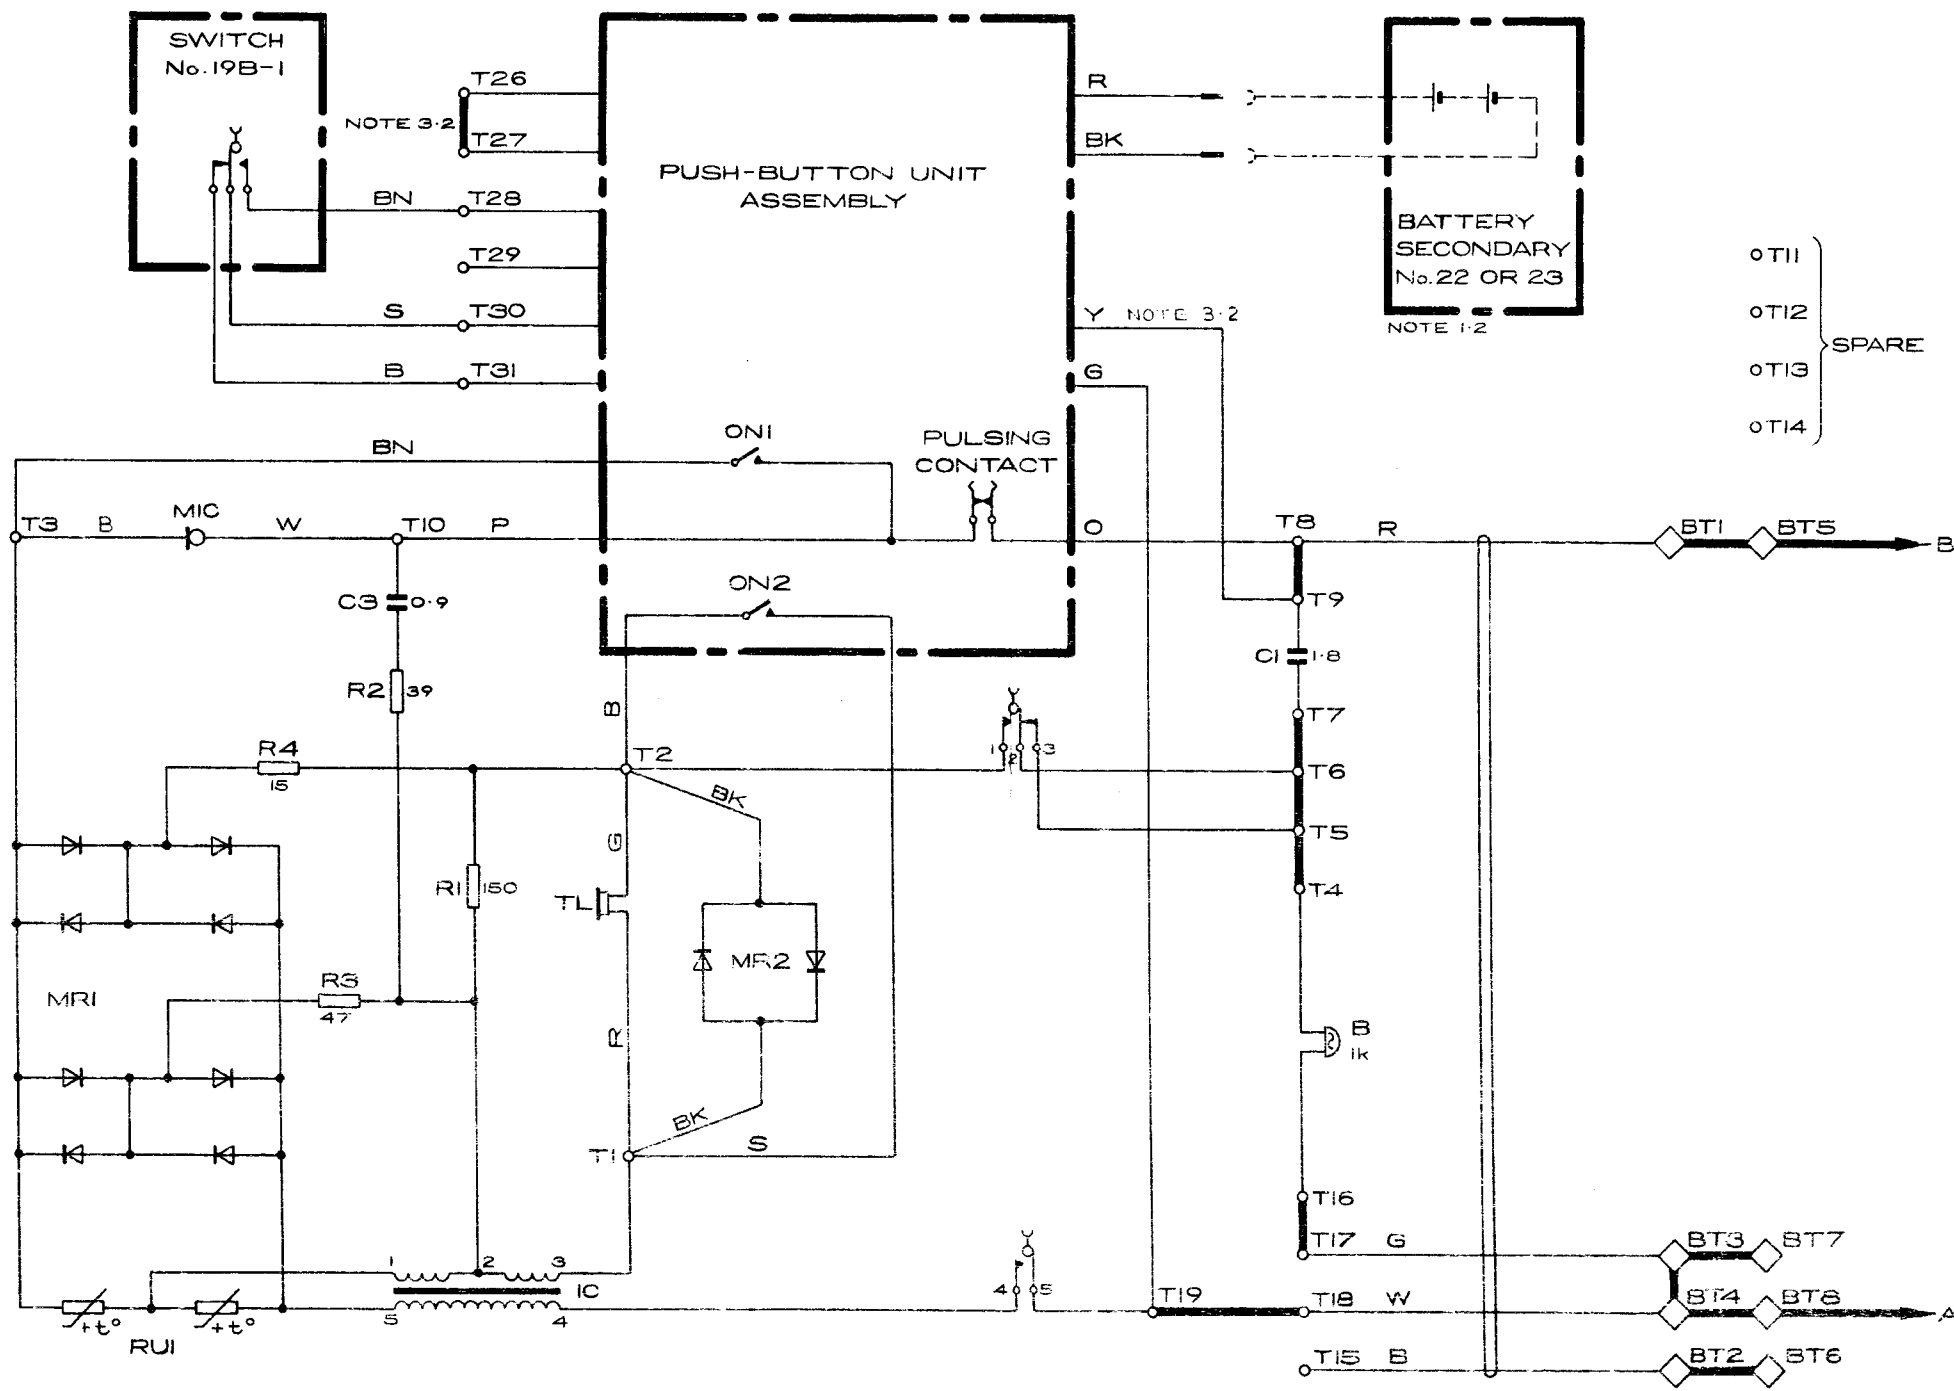 SWITCH
No.19B-1
Y
NOTE 3·2
T26
T27
BN
T28
T29
S
T30
B
T31
PUSH-BUTTON UNIT
ASSEMBLY
R
BK
BATTERY
SECONDARY
No.22 OR 23
NOTE 1·2
Y NOTE 3·2
G
T11
T12
T13
T14
SPARE
BN
ON1
PULSING
CONTACT
T3
B
MIC
W
T10
P
O
T8
R
BT1
BT5
B
ON2
T9
C3
0·9
C1
1·8
R2
39
B
Y
T7
R4
15
T2
1
2
3
T6
BK
T5
G
R1
150
TL
T4
MR1
R3
47
MR2
R
B
1k
BK
T1
S
T16
T17
G
BT3
BT7
1
2
3
IC
5
4
Y
4
5
T19
T18
W
BT4
BT8
A
+t°
+t°
RU1
T15
B
BT2
BT6